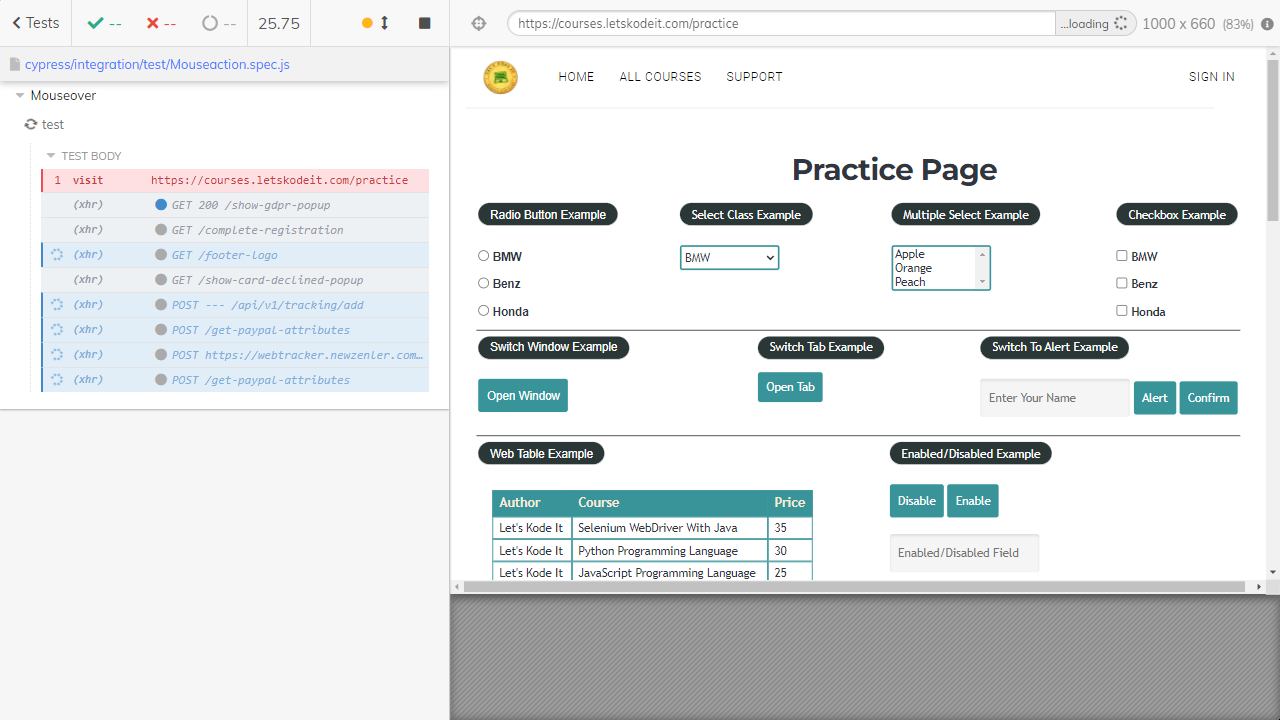 Tests
--
--
--
25.75
cypress/integration/test/Mouseaction.spec.js
Mouseover
test
TEST BODY
1 visit https://courses.letskodeit.com/practice
(xhr) GET 200 /show-gdpr-popup
(xhr) GET /complete-registration
(xhr) GET /footer-logo
(xhr) GET /show-card-declined-popup
(xhr) POST --- /api/v1/tracking/add
(xhr) POST /get-paypal-attributes
(xhr) POST https://webtracker.newzenler.com…
(xhr) POST /get-paypal-attributes
https://courses.letskodeit.com/practice
...loading
1000 x 660 (83%)
HOME ALL COURSES SUPPORT SIGN IN
Practice Page
Radio Button Example Select Class Example Multiple Select Example Checkbox Example
BMW BMW Apple BMW
Orange
Benz Peach Benz
Honda Honda
Switch Window Example Switch Tab Example Switch To Alert Example
Open Window Open Tab Enter Your Name Alert Confirm
Web Table Example Enabled/Disabled Example
Author Course Price Disable Enable
Let's Kode It Selenium WebDriver With Java 35
Let's Kode It Python Programming Language 30 Enabled/Disabled Field
Let's Kode It JavaScript Programming Language 25